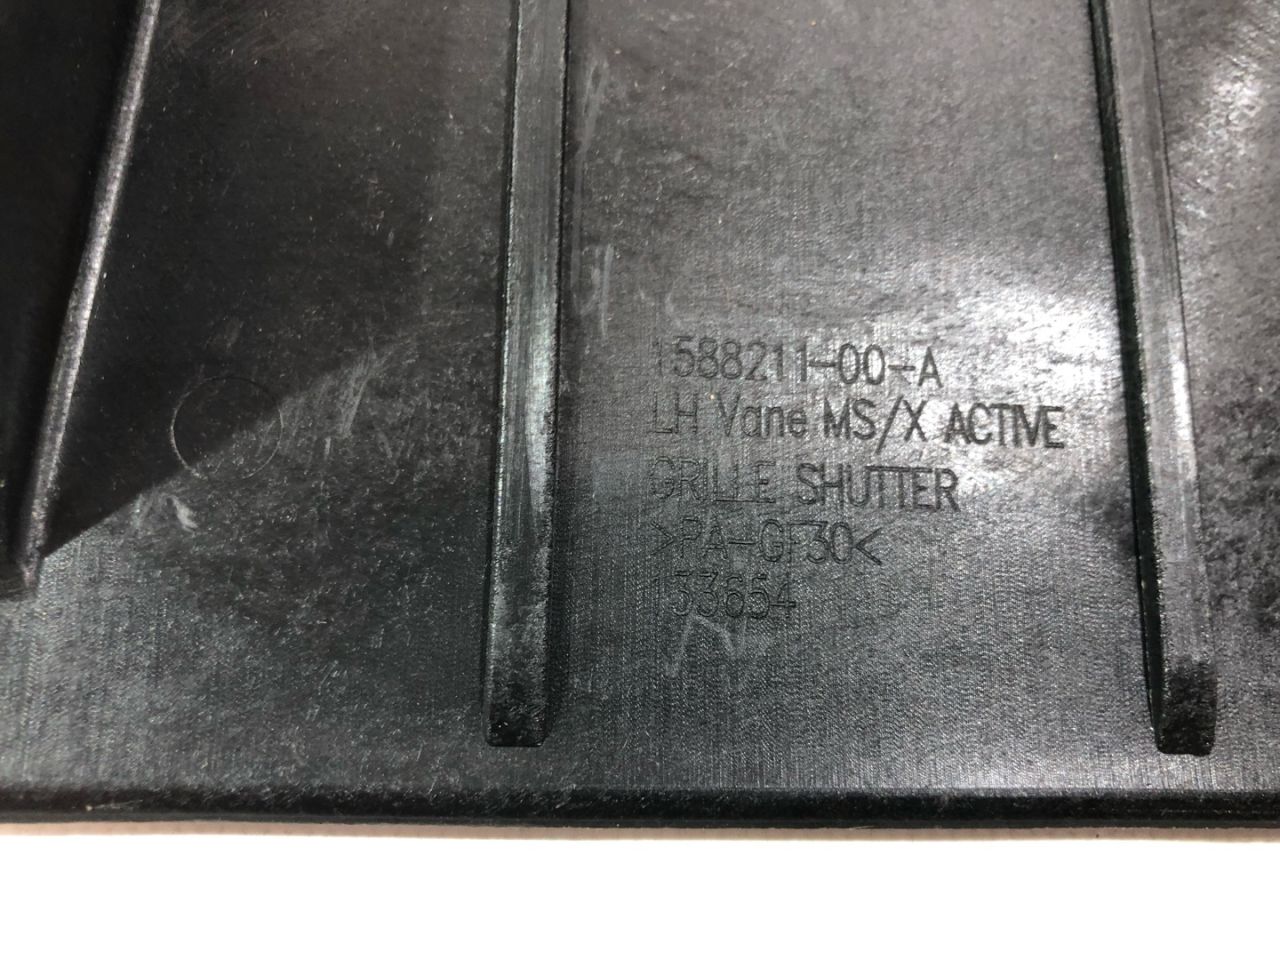 1588211-00-A
LH Vane MS/X ACTIVE
GRILLE SHUTTER
>PA-GF30<
133654